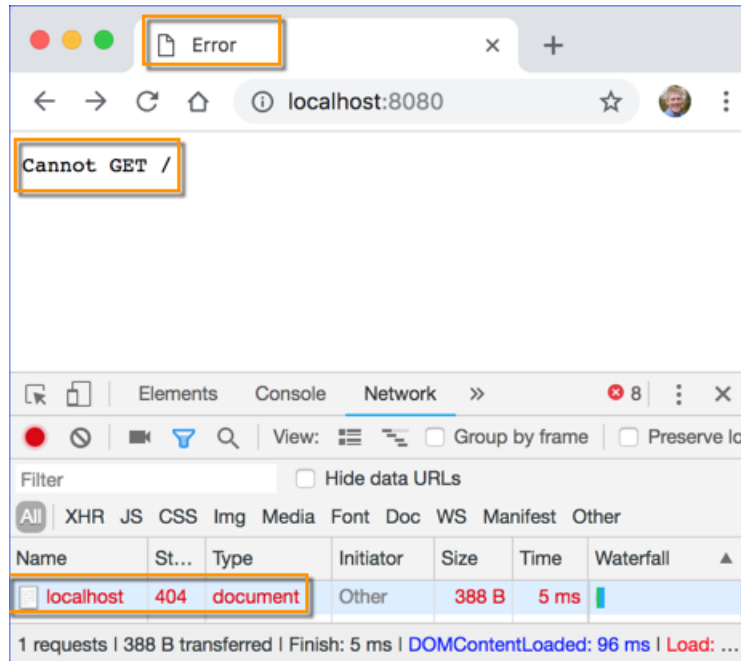 Error
localhost:8080
Cannot GET /
Elements Console Network » 8
View: Group by frame Preserve lo
Filter Hide data URLs
All XHR JS CSS Img Media Font Doc WS Manifest Other
Name St... Type Initiator Size Time Waterfall
localhost 404 document Other 388 B 5 ms
1 requests | 388 B transferred | Finish: 5 ms | DOMContentLoaded: 96 ms | Load: ...